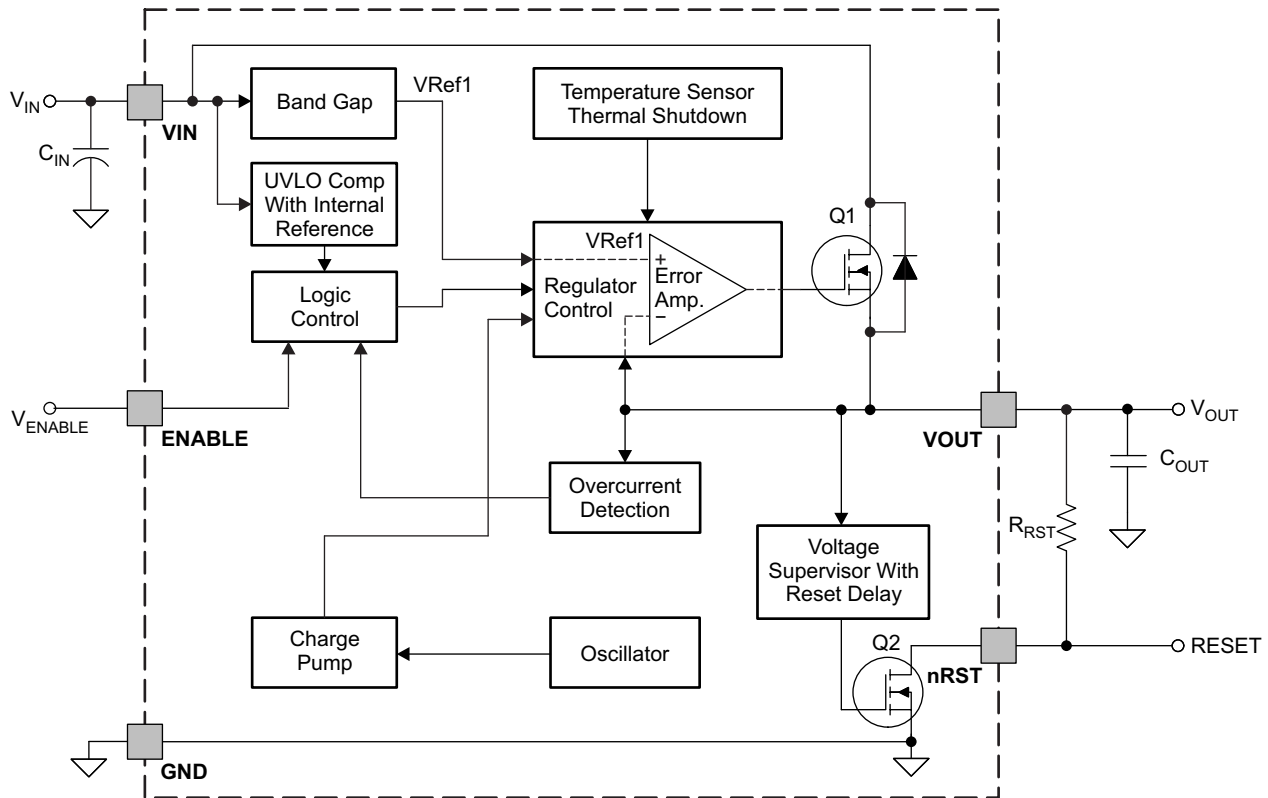 Band Gap
VRef1
Temperature Sensor
Thermal Shutdown
VIN
VIN
CIN
UVLO Comp
With Internal
Reference
Q1
VRef1
+
Error
Amp.
−
Regulator
Control
Logic
Control
VENABLE
ENABLE
VOUT
VOUT
COUT
Overcurrent
Detection
RRST
Voltage
Supervisor With
Reset Delay
Charge
Pump
Oscillator
Q2
nRST
RESET
GND